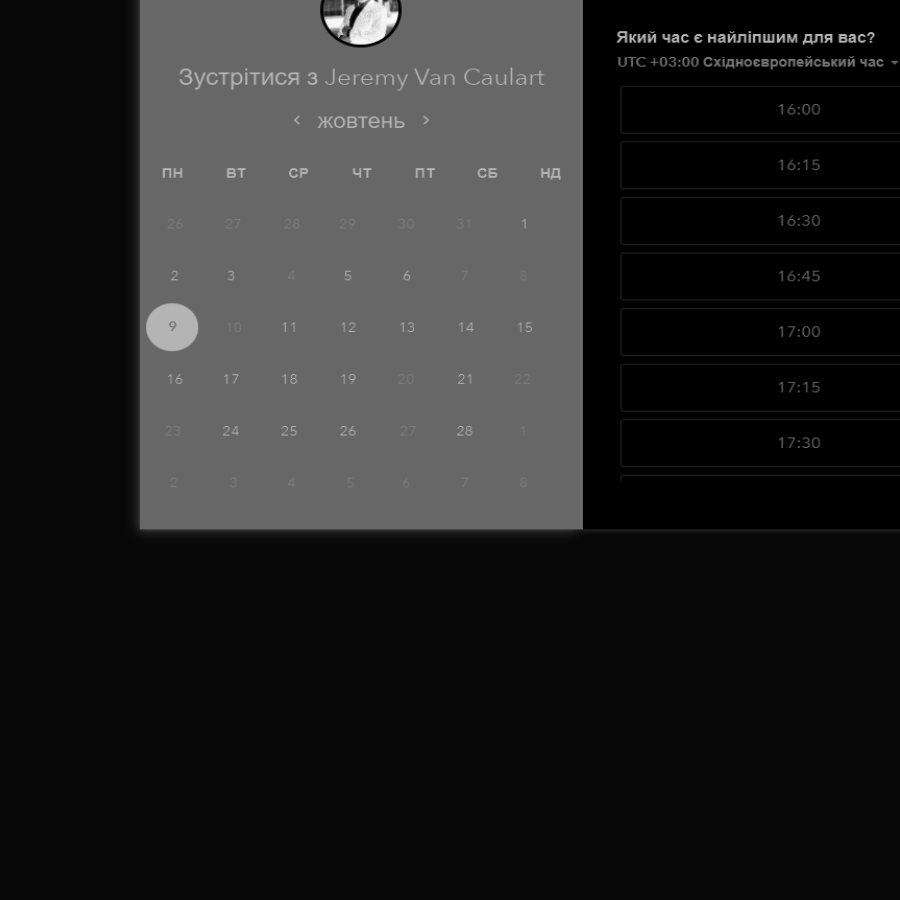 Зустрітися з Jeremy Van Caulart
жовтень
ПН ВТ СР ЧТ ПТ СБ НД
26 27 28 29 30 31 1
2 3 4 5 6 7 8
9 10 11 12 13 14 15
16 17 18 19 20 21 22
23 24 25 26 27 28 1
2 3 4 5 6 7 8
Який час є найліпшим для вас?
UTC +03:00 Східноєвропейський час
16:00
16:15
16:30
16:45
17:00
17:15
17:30